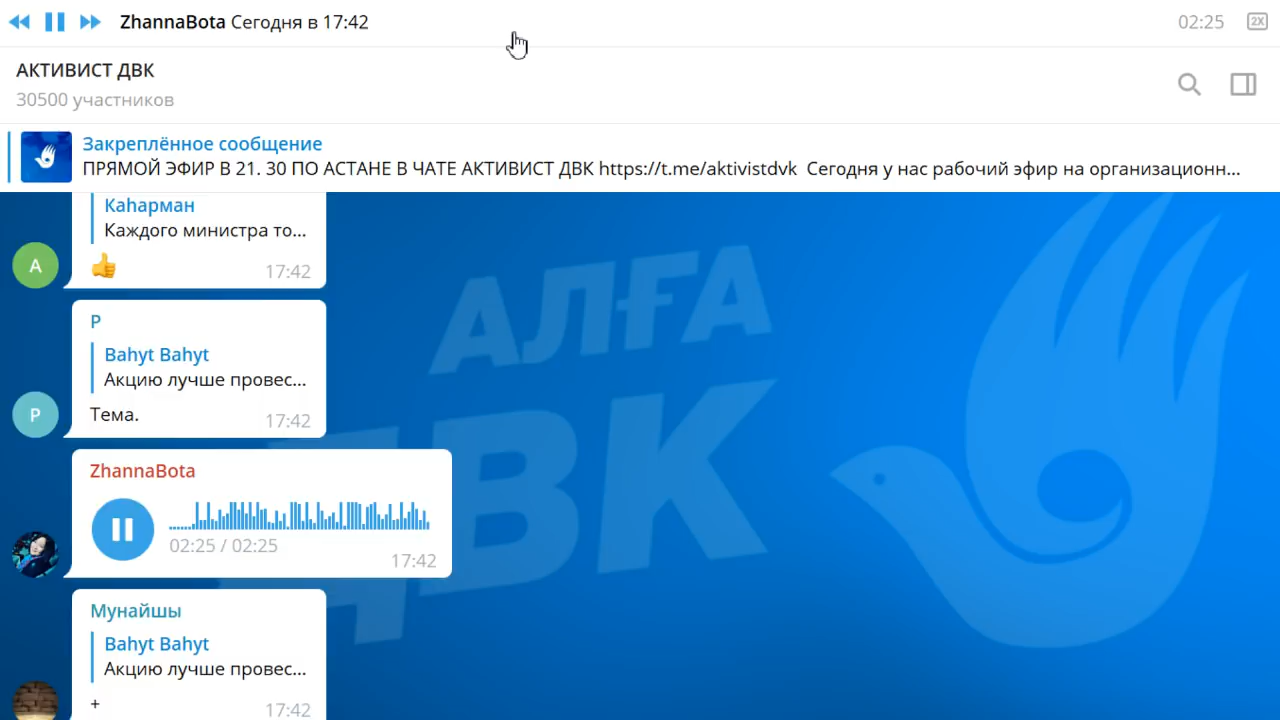 ZhannaBota Сегодня в 17:42
02:25
2X
АКТИВИСТ ДВК
30500 участников
Закреплённое сообщение
ПРЯМОЙ ЭФИР В 21. 30 ПО АСТАНЕ В ЧАТЕ АКТИВИСТ ДВК https://t.me/aktivistdvk Сегодня у нас рабочий эфир на организационн...
Каһарман
Каждого министра то...
А
17:42
АЛҒА
ДВК
P
Bahyt Bahyt
Акцию лучше провес...
P
Тема.
17:42
ZhannaBota
02:25 / 02:25
17:42
Мунайшы
Bahyt Bahyt
Акцию лучше провес...
+
17:42